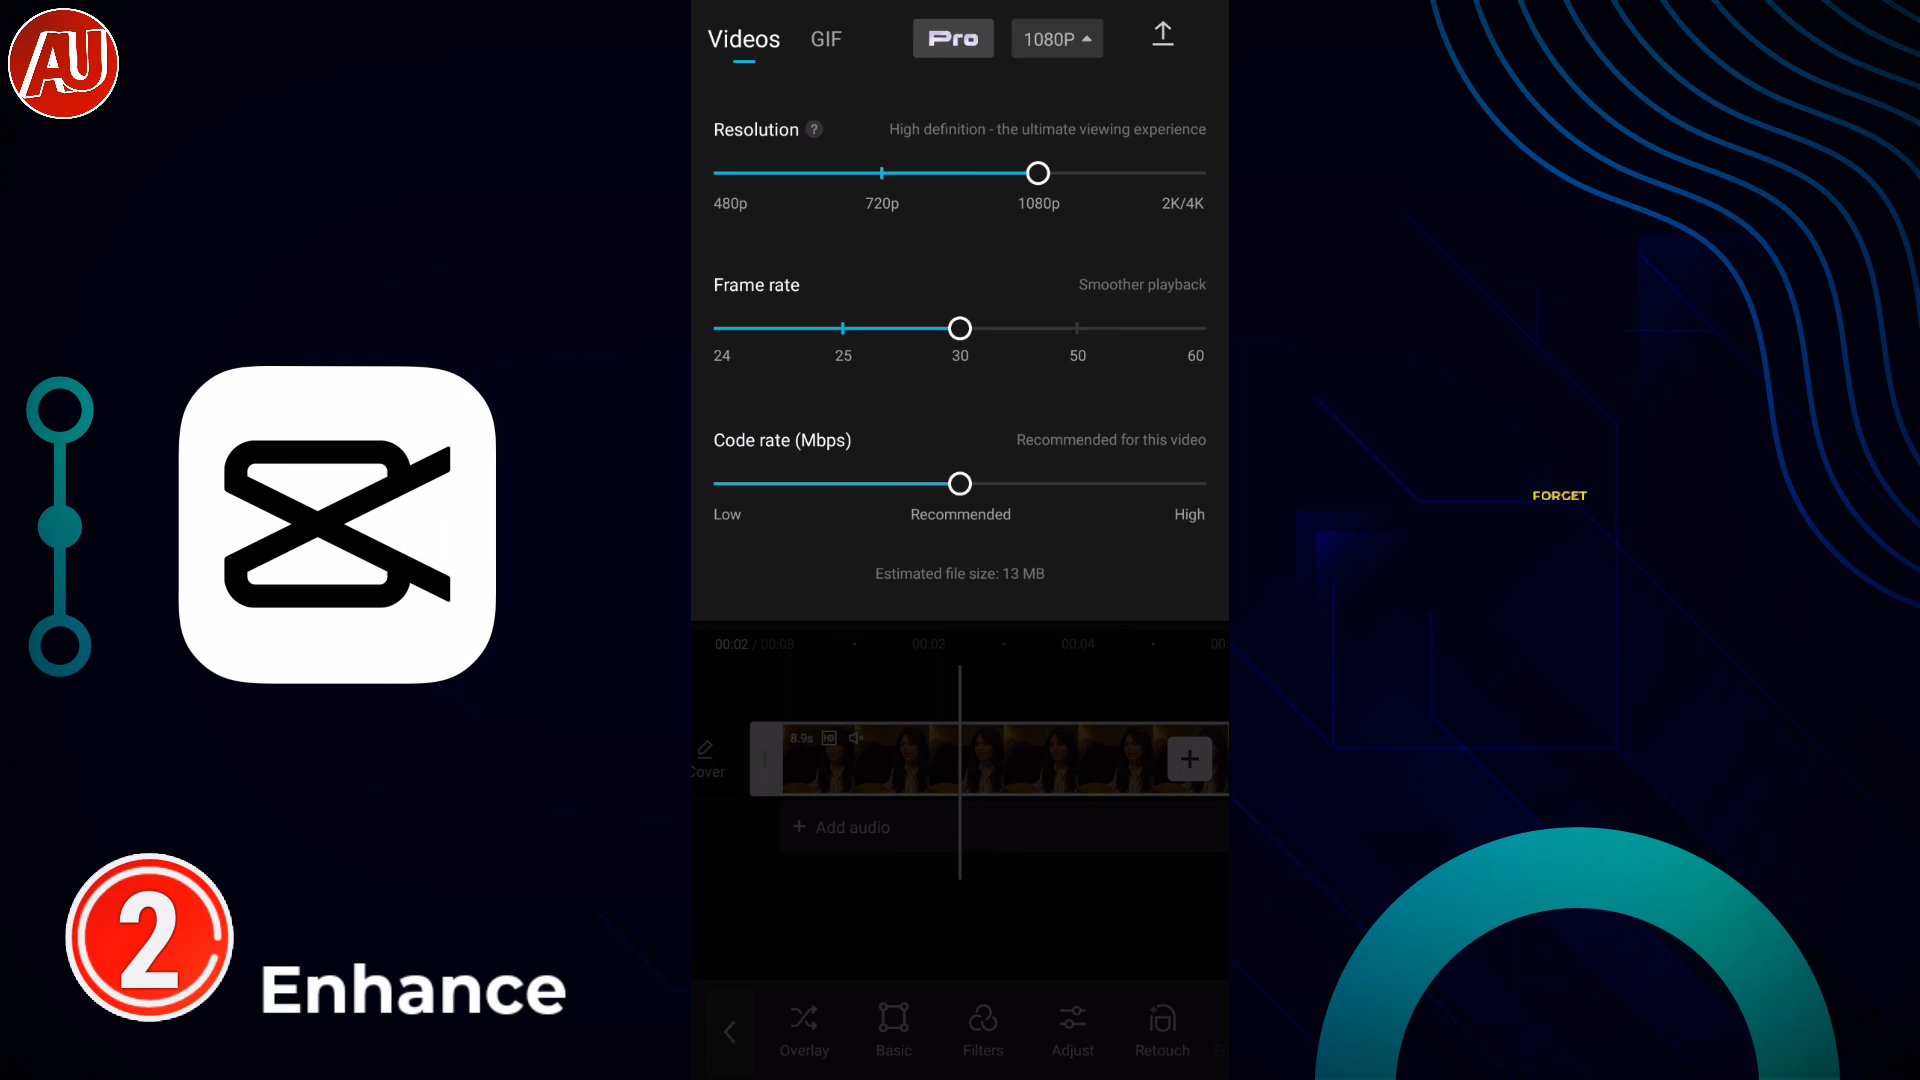 AU
Videos GIF Pro 1080P
Resolution ? High definition - the ultimate viewing experience
480p 720p 1080p 2K/4K
Frame rate Smoother playback
24 25 30 50 60
Code rate (Mbps) Recommended for this video
Low Recommended High
Estimated file size: 13 MB
FORGET
00:02 / 00:08 00:02 00:04 00:
8.9s HD
Cover
+ Add audio
2 Enhance
Overlay Basic Filters Adjust Retouch